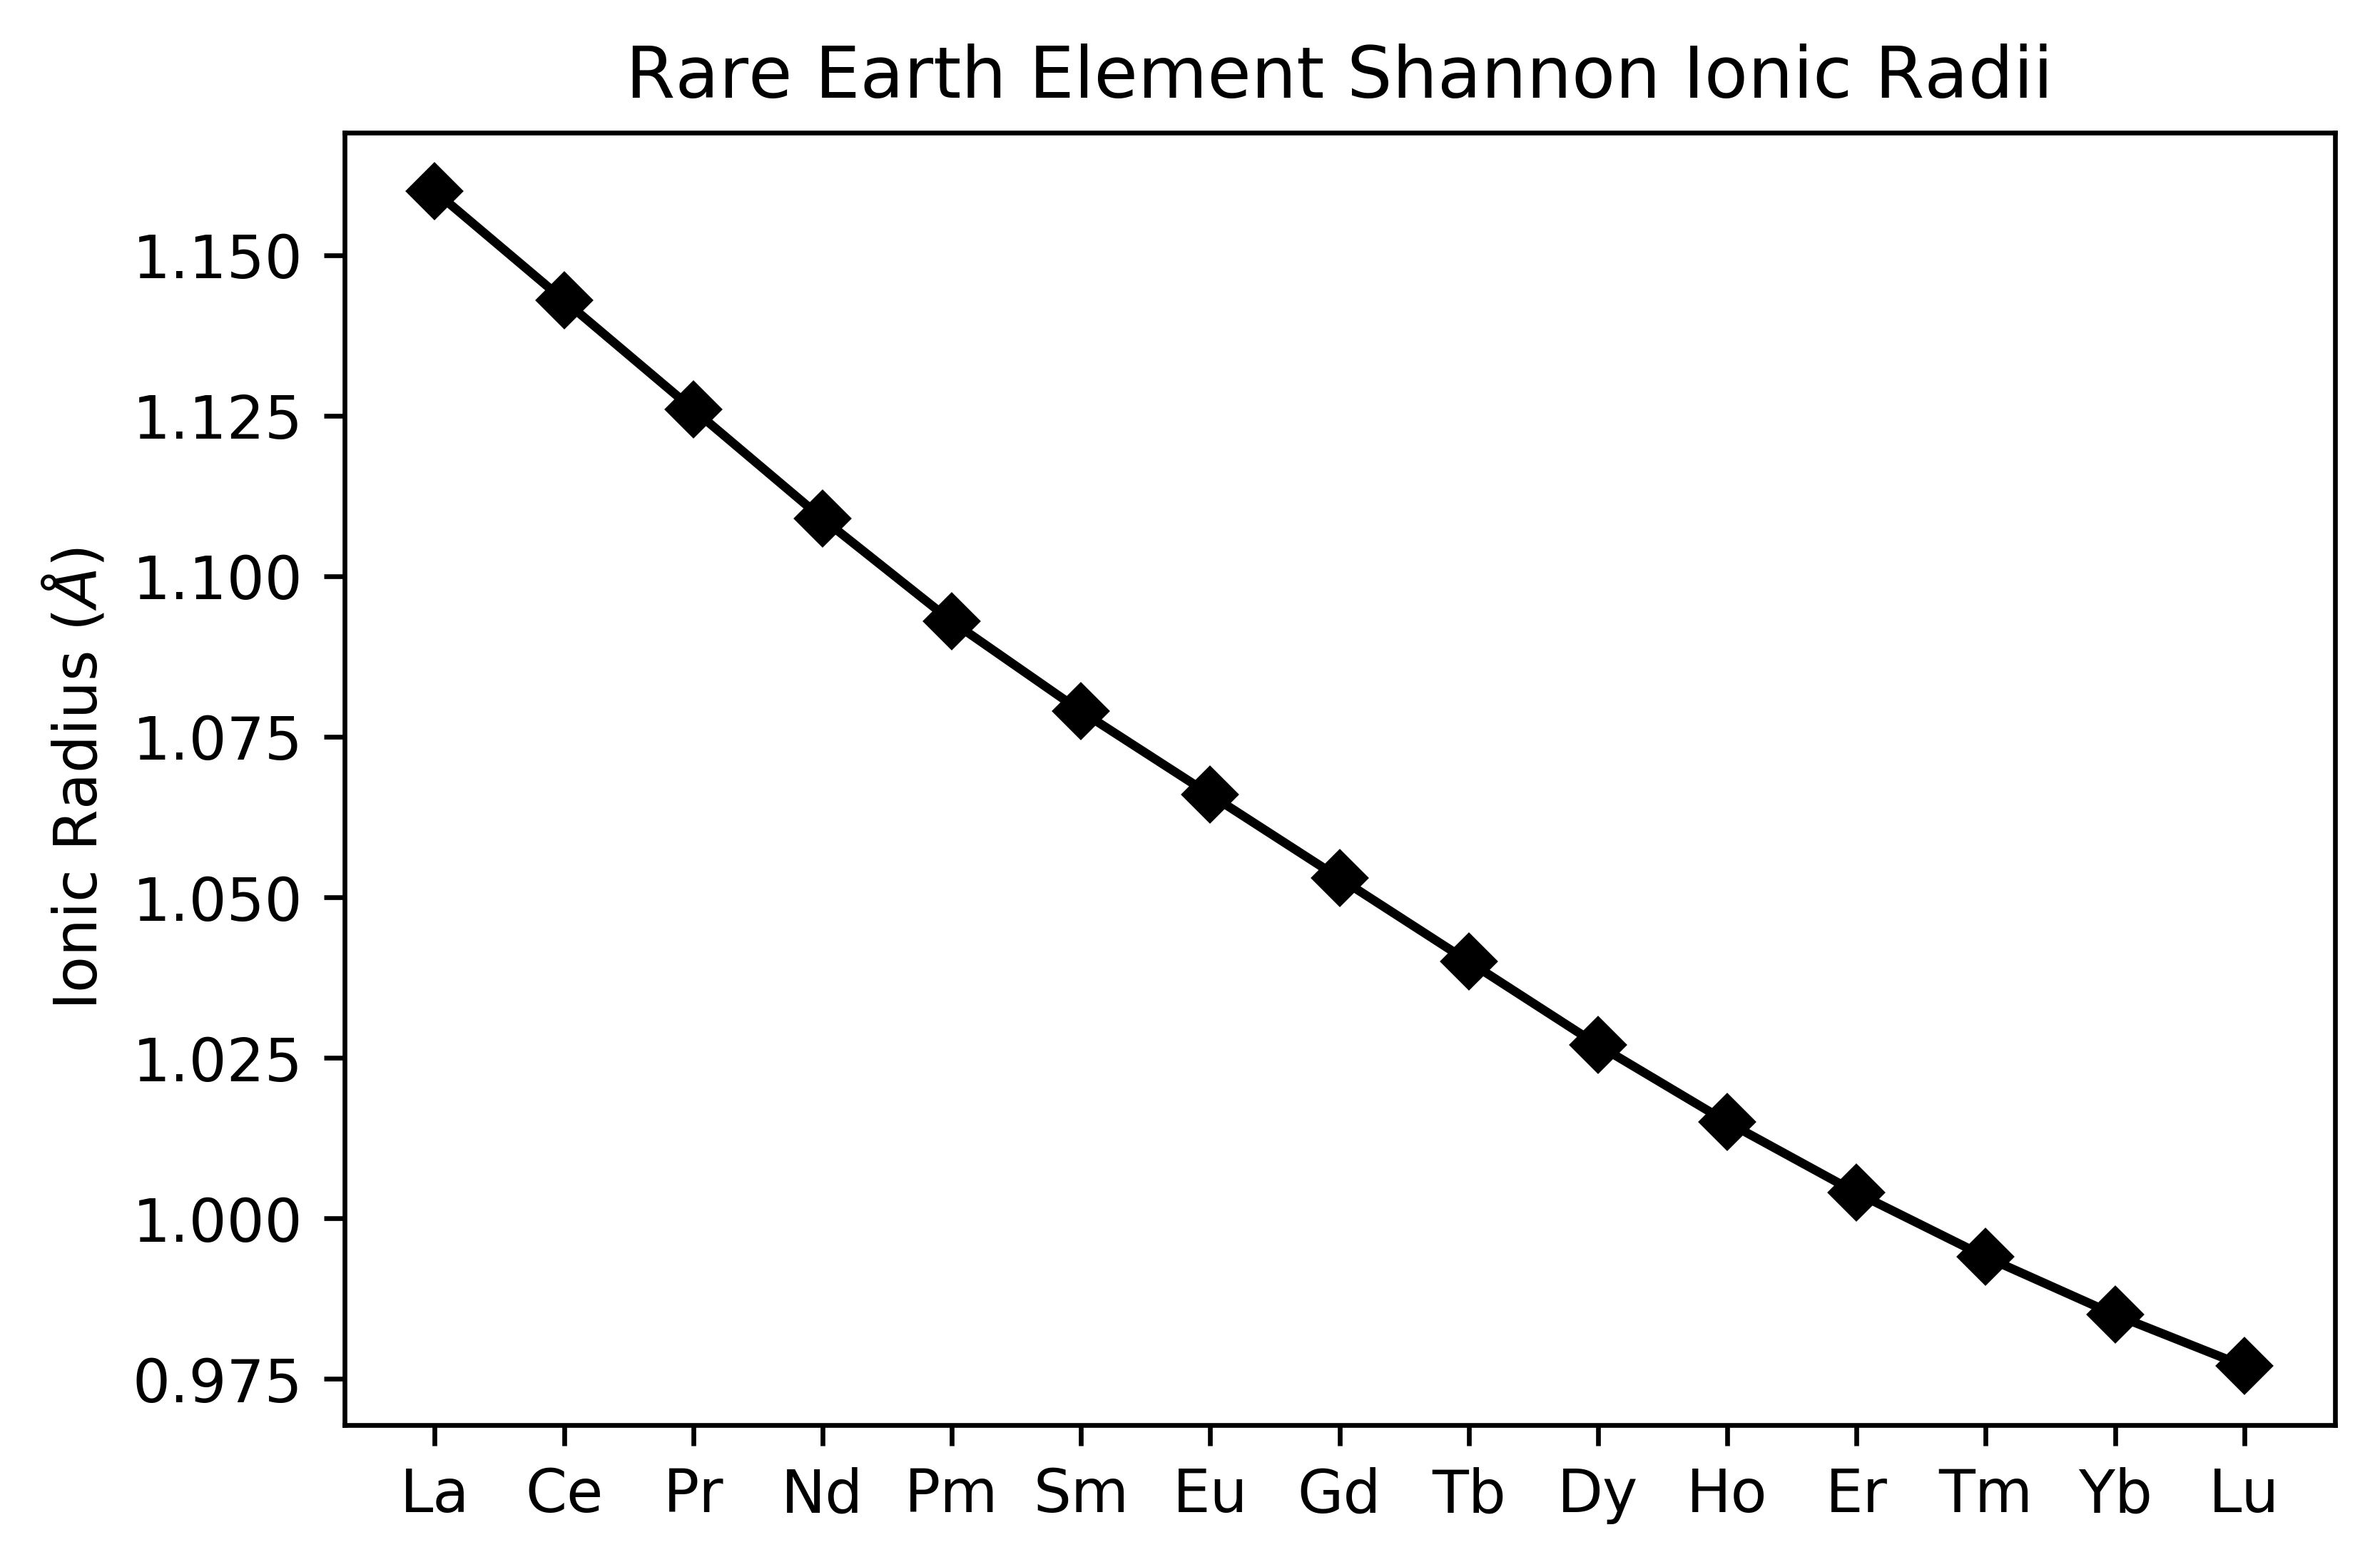 Rare Earth Element Shannon Ionic Radii
Ionic Radius (Å)
1.150
1.125
1.100
1.075
1.050
1.025
1.000
0.975
La Ce Pr Nd Pm Sm Eu Gd Tb Dy Ho Er Tm Yb Lu